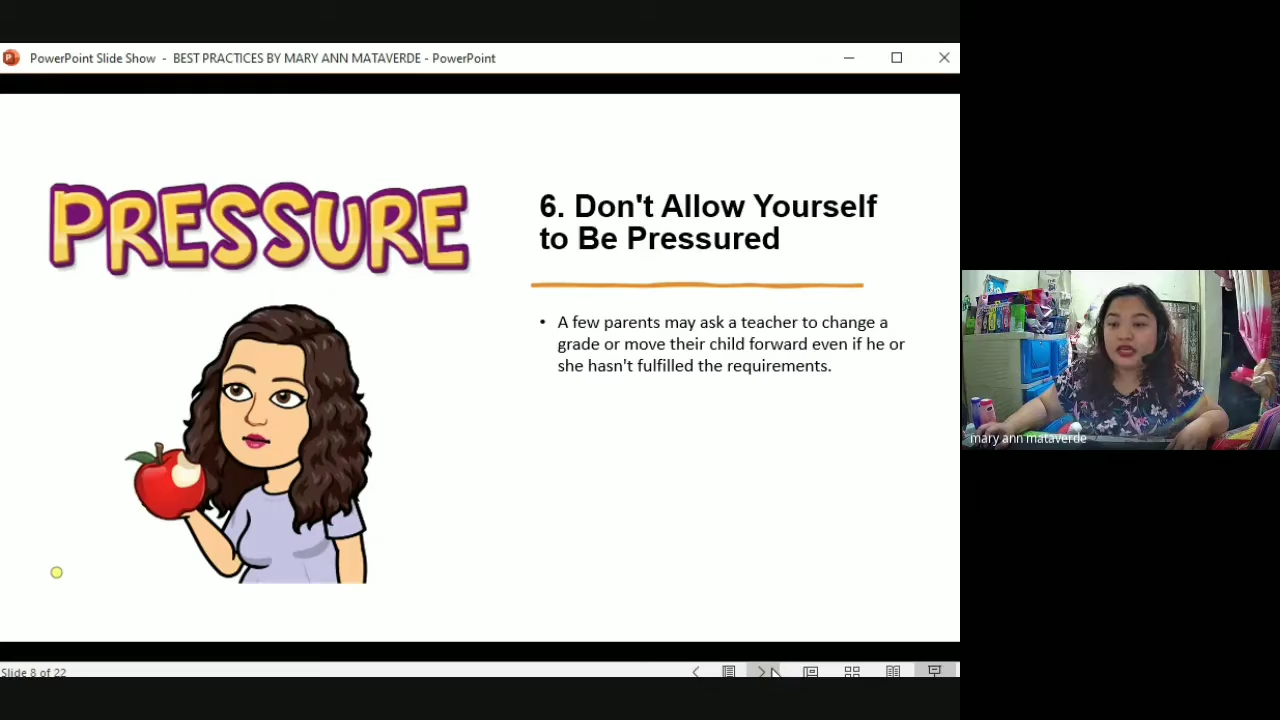 PowerPoint Slide Show - BEST PRACTICES BY MARY ANN MATAVERDE - PowerPoint
PRESSURE
6. Don't Allow Yourself
to Be Pressured
• A few parents may ask a teacher to change a
grade or move their child forward even if he or
she hasn't fulfilled the requirements.
mary ann mataverde
Slide 8 of 22